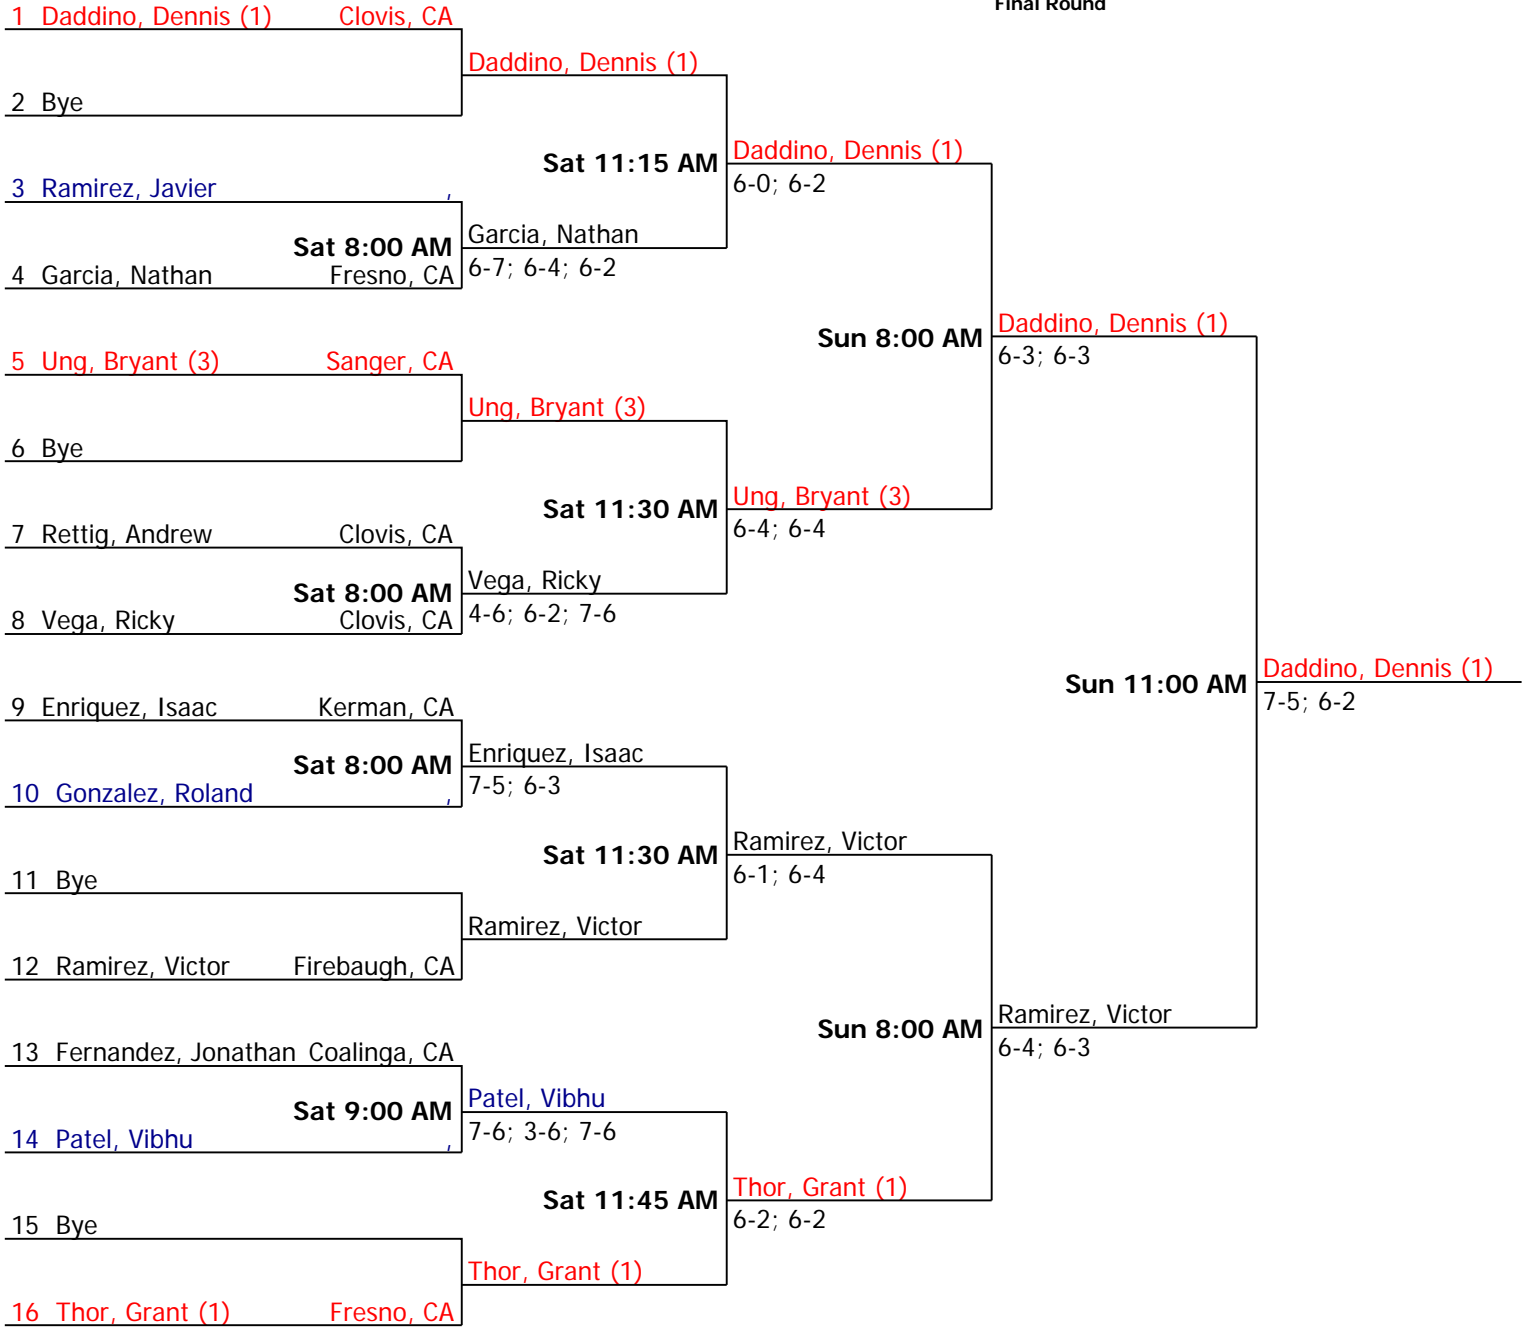 Final Round
1 Daddino, Dennis (1) Clovis, CA
Daddino, Dennis (1)
2 Bye
Sat 11:15 AM
Daddino, Dennis (1)
6-0; 6-2
3 Ramirez, Javier ,
Sat 8:00 AM
Garcia, Nathan
4 Garcia, Nathan Fresno, CA
6-7; 6-4; 6-2
Sun 8:00 AM
Daddino, Dennis (1)
6-3; 6-3
5 Ung, Bryant (3) Sanger, CA
Ung, Bryant (3)
6 Bye
Sat 11:30 AM
Ung, Bryant (3)
6-4; 6-4
7 Rettig, Andrew Clovis, CA
Sat 8:00 AM
Vega, Ricky
8 Vega, Ricky Clovis, CA
4-6; 6-2; 7-6
Sun 11:00 AM
Daddino, Dennis (1)
7-5; 6-2
9 Enriquez, Isaac Kerman, CA
Sat 8:00 AM
Enriquez, Isaac
7-5; 6-3
10 Gonzalez, Roland ,
Sat 11:30 AM
Ramirez, Victor
6-1; 6-4
11 Bye
Ramirez, Victor
12 Ramirez, Victor Firebaugh, CA
Sun 8:00 AM
Ramirez, Victor
6-4; 6-3
13 Fernandez, Jonathan Coalinga, CA
Sat 9:00 AM
Patel, Vibhu
7-6; 3-6; 7-6
14 Patel, Vibhu ,
Sat 11:45 AM
Thor, Grant (1)
6-2; 6-2
15 Bye
Thor, Grant (1)
16 Thor, Grant (1) Fresno, CA